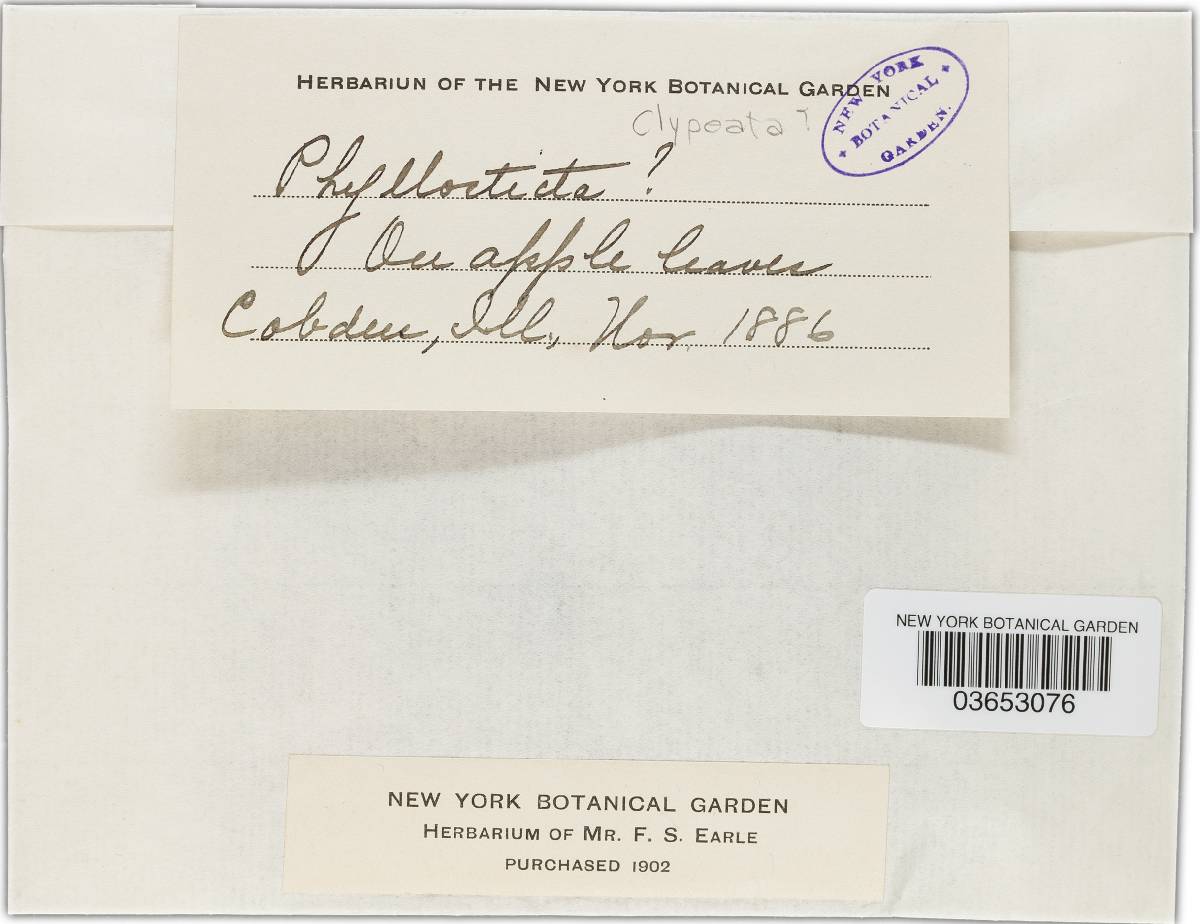 HERBARIUN OF THE NEW YORK BOTANICAL GARDEN
NEW YORK
BOTANICAL
GARDEN.
Clypeata ?
Phyllosticta ?
On apple leaves
Cobden, Ill., Nov. 1886
NEW YORK BOTANICAL GARDEN
03653076
NEW YORK BOTANICAL GARDEN
HERBARIUM OF MR. F. S. EARLE
PURCHASED 1902